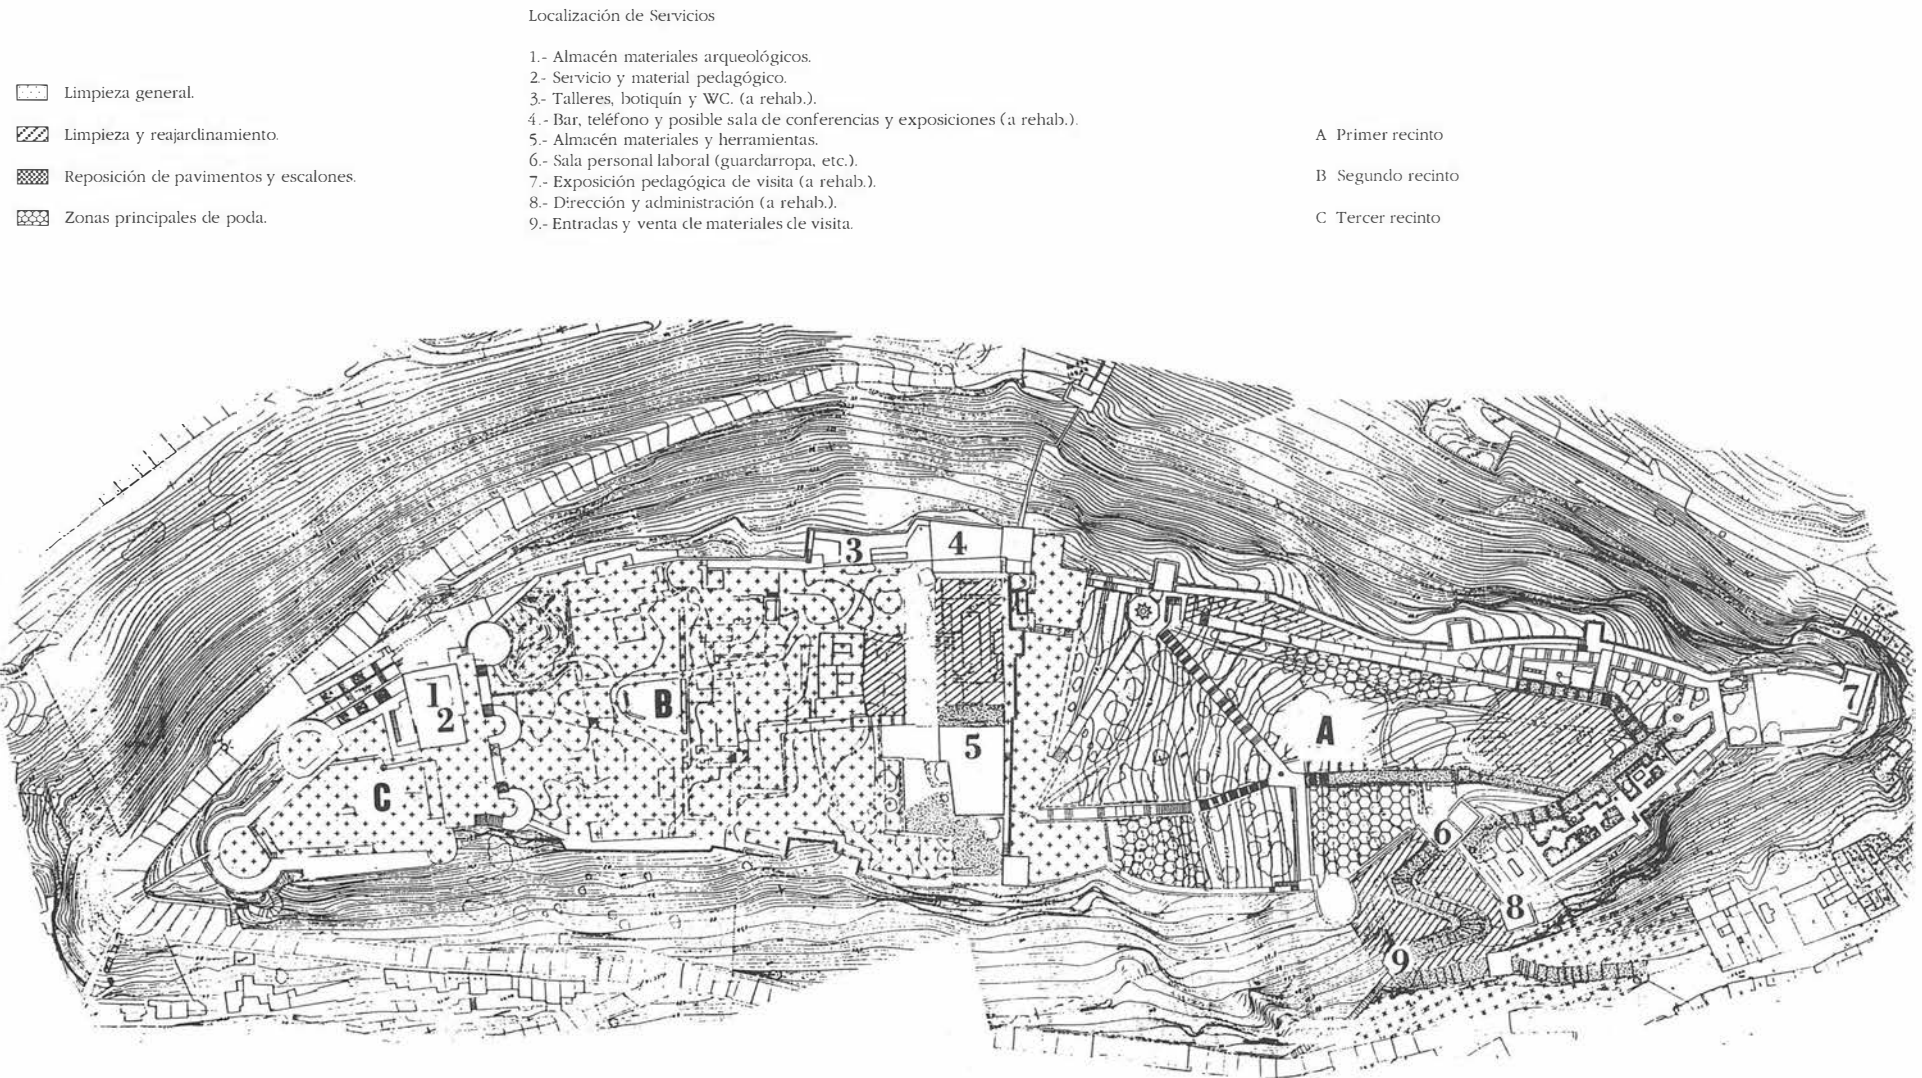 Localización de Servicios
1.- Almacén materiales arqueológicos.
2.- Servicio y material pedagógico.
3.- Talleres, botiquín y WC. (a rehab.).
4.- Bar, teléfono y posible sala de conferencias y exposiciones (a rehab.).
5.- Almacén materiales y herramientas.
6.- Sala personal laboral (guardarropa, etc.).
7.- Exposición pedagógica de visita (a rehab.).
8.- Dirección y administración (a rehab.).
9.- Entradas y venta de materiales de visita.
Limpieza general.
Limpieza y reajardinamiento.
Reposición de pavimentos y escalones.
Zonas principales de poda.
A Primer recinto
B Segundo recinto
C Tercer recinto
3
4
1
2
B
5
A
7
C
6
8
9